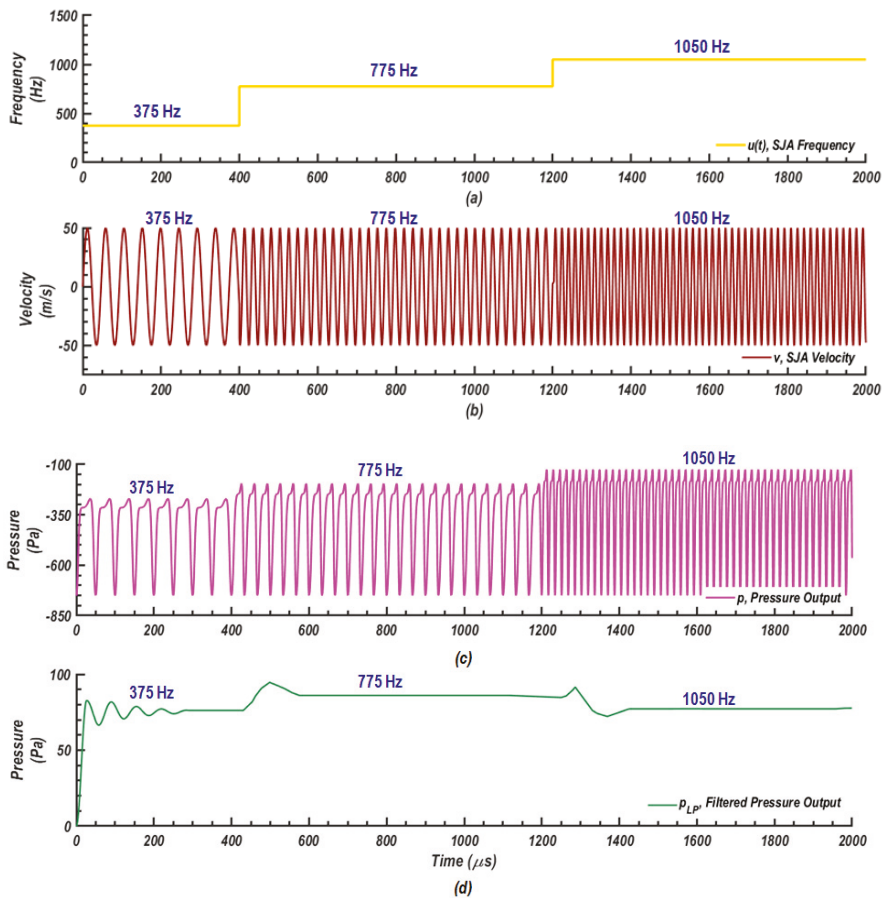 1500
1000
500
0
Frequency
(Hz)
375 Hz
775 Hz
1050 Hz
u(t), SJA Frequency
0 200 400 600 800 1000 1200 1400 1600 1800 2000
(a)
50
0
-50
Velocity
(m/s)
375 Hz
775 Hz
1050 Hz
v, SJA Velocity
0 200 400 600 800 1000 1200 1400 1600 1800 2000
(b)
-100
-350
-600
-850
Pressure
(Pa)
375 Hz
775 Hz
1050 Hz
p, Pressure Output
0 200 400 600 800 1000 1200 1400 1600 1800 2000
(c)
100
50
0
Pressure
(Pa)
375 Hz
775 Hz
1050 Hz
pLP, Filtered Pressure Output
0 200 400 600 800 1000 1200 1400 1600 1800 2000
Time (μs)
(d)